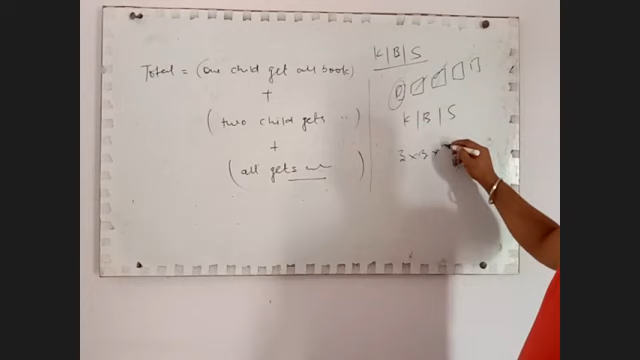 K|B|S
Total = (One child get all book)
+
(two child gets ..)
+
(all gets )
K|B|S
3 x 3 x